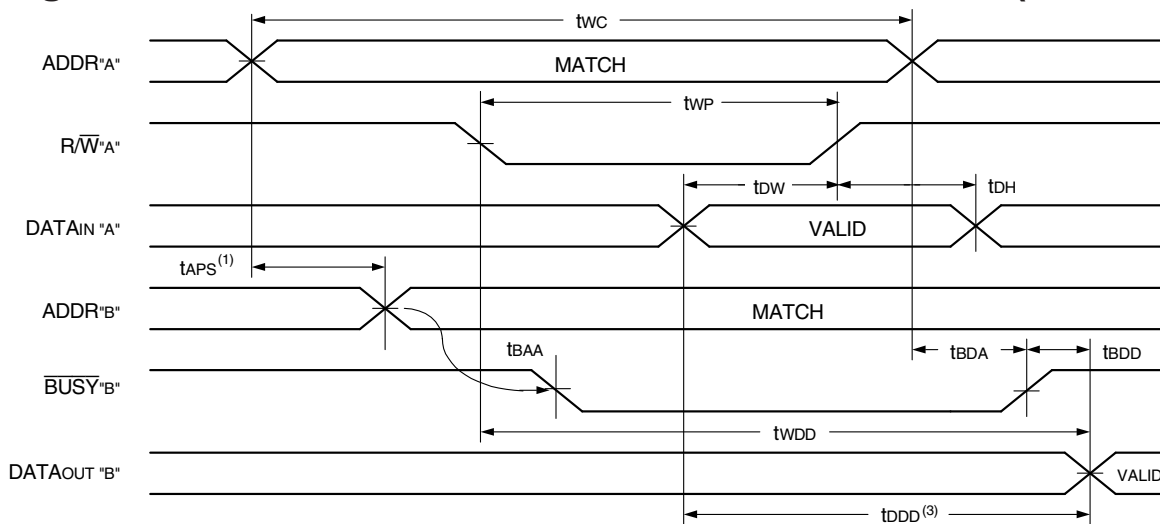 tWC
ADDR"A"
MATCH
tWP
R/W̅"A"
tDW
tDH
DATAIN "A"
VALID
tAPS(1)
ADDR"B"
MATCH
tBAA
tBDA
tBDD
B̅U̅S̅Y̅"B"
tWDD
DATAOUT "B"
VALID
tDDD(3)